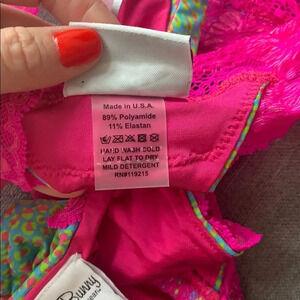 Made in U.S.A.
89% Polyamide
11% Elastan
HAND WASH COLD
LAY FLAT TO DRY
MILD DETERGENT
RN#119215
Bunny